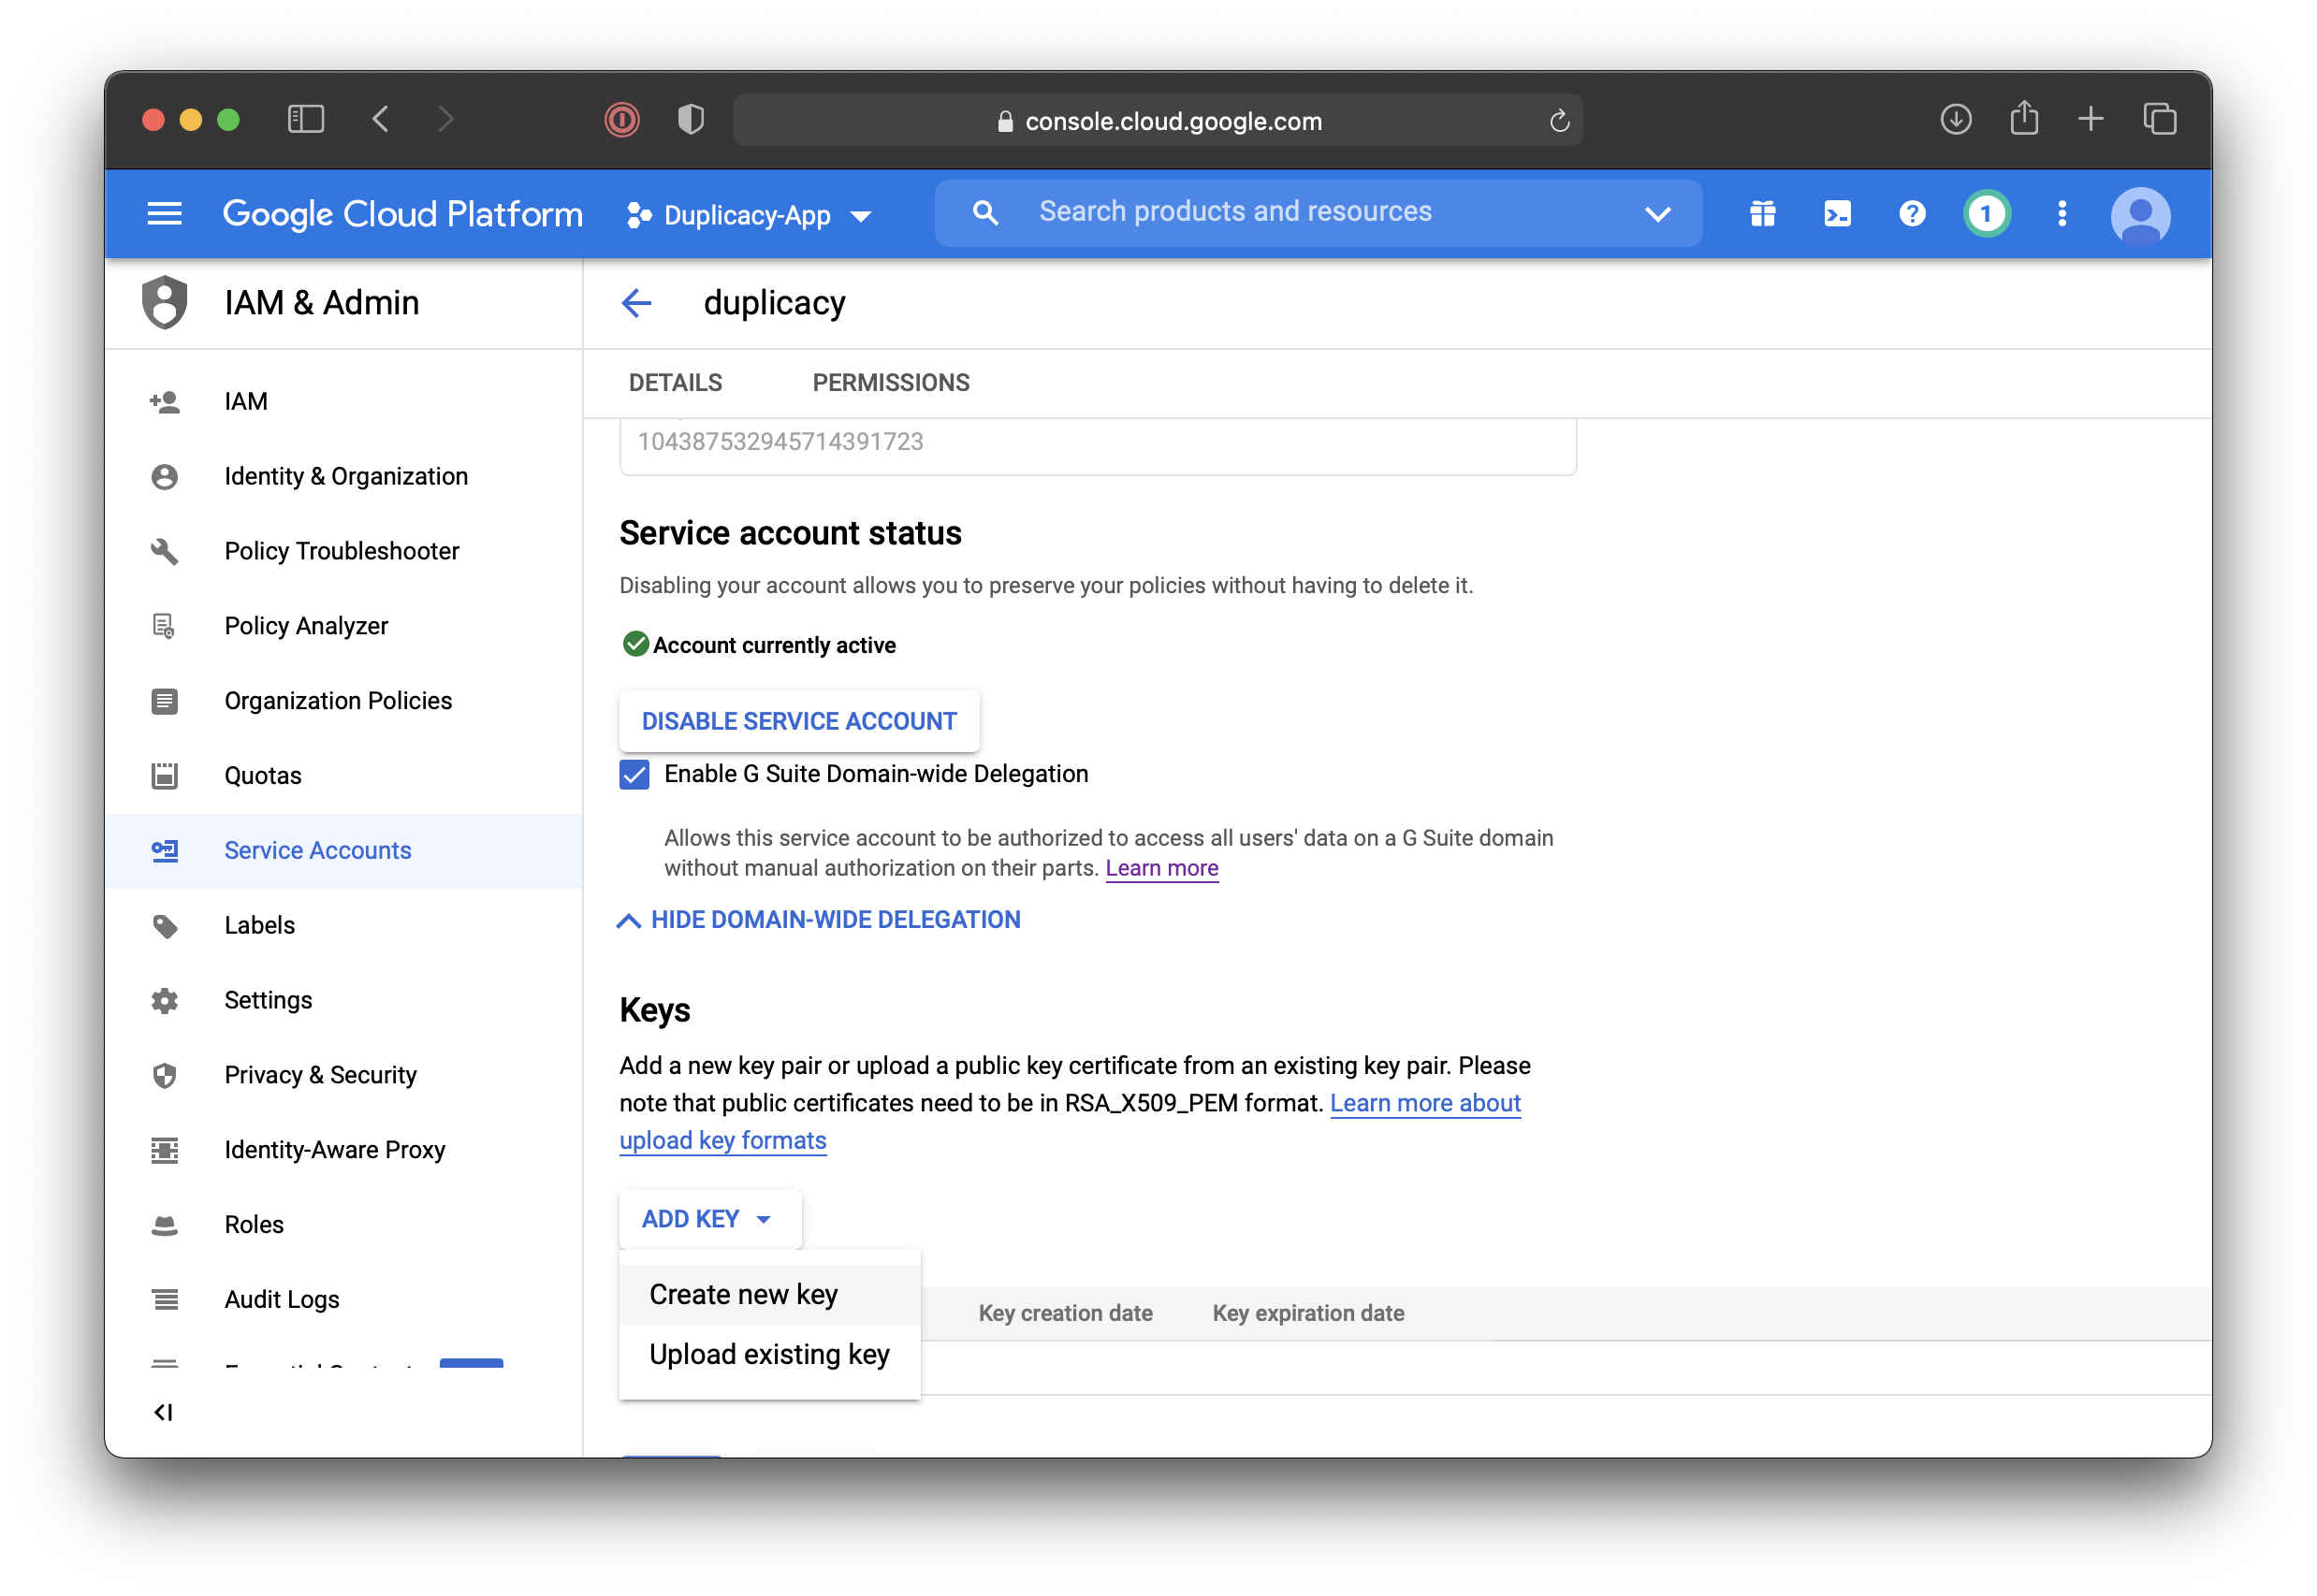 console.cloud.google.com
Google Cloud Platform
Duplicacy-App
Search products and resources
1
IAM & Admin
duplicacy
DETAILS
PERMISSIONS
IAM
Identity & Organization
Policy Troubleshooter
Policy Analyzer
Organization Policies
Quotas
Service Accounts
Labels
Settings
Privacy & Security
Identity-Aware Proxy
Roles
Audit Logs
104387532945714391723
Service account status
Disabling your account allows you to preserve your policies without having to delete it.
Account currently active
DISABLE SERVICE ACCOUNT
Enable G Suite Domain-wide Delegation
Allows this service account to be authorized to access all users' data on a G Suite domain
without manual authorization on their parts. Learn more
HIDE DOMAIN-WIDE DELEGATION
Keys
Add a new key pair or upload a public key certificate from an existing key pair. Please
note that public certificates need to be in RSA_X509_PEM format. Learn more about
upload key formats
ADD KEY
Create new key
Upload existing key
Key creation date
Key expiration date